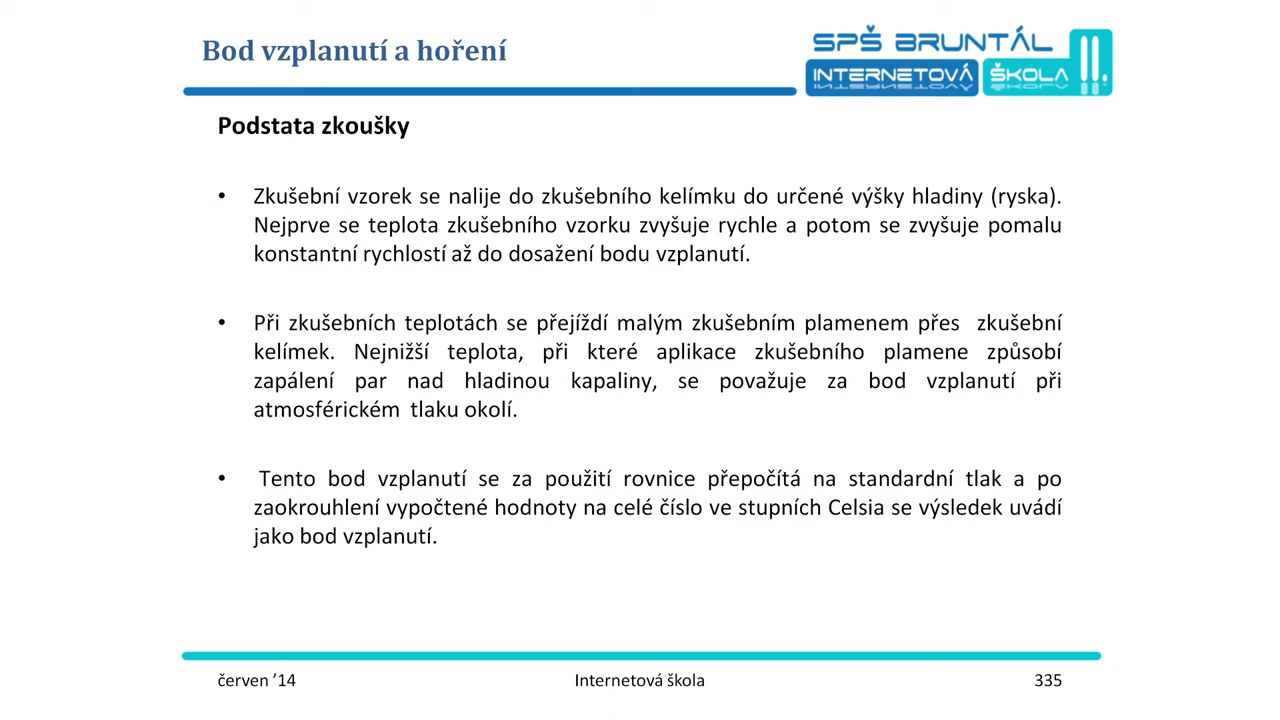 Bod vzplanutí a hoření
SPŠ BRUNTÁL
INTERNETOVÁ ŠKOLA II.
Podstata zkoušky
• Zkušební vzorek se nalije do zkušebního kelímku do určené výšky hladiny (ryska).
Nejprve se teplota zkušebního vzorku zvyšuje rychle a potom se zvyšuje pomalu
konstantní rychlostí až do dosažení bodu vzplanutí.
• Při zkušebních teplotách se přejíždí malým zkušebním plamenem přes zkušební
kelímek. Nejnižší teplota, při které aplikace zkušebního plamene způsobí
zapálení par nad hladinou kapaliny, se považuje za bod vzplanutí při
atmosférickém tlaku okolí.
• Tento bod vzplanutí se za použití rovnice přepočítá na standardní tlak a po
zaokrouhlení vypočtené hodnoty na celé číslo ve stupních Celsia se výsledek uvádí
jako bod vzplanutí.
červen ’14
Internetová škola
335